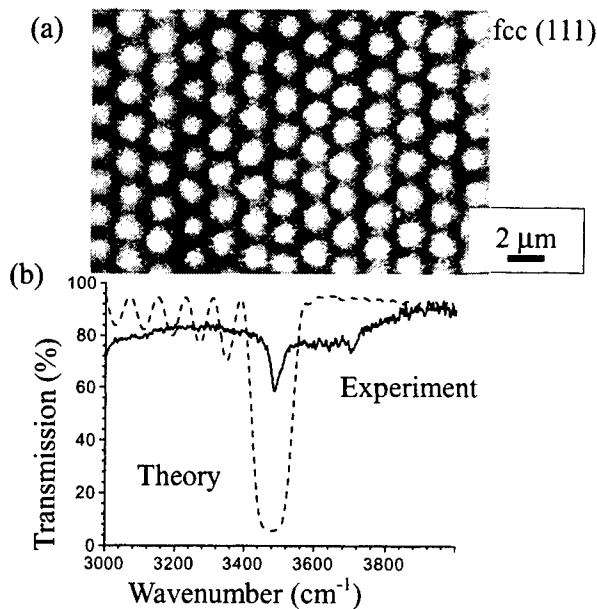 (a)
fcc (111)
2 μm
(b)
100
80
60
40
20
0
Transmission (%)
Experiment
Theory
3000
3200
3400
3600
3800
Wavenumber (cm⁻¹)